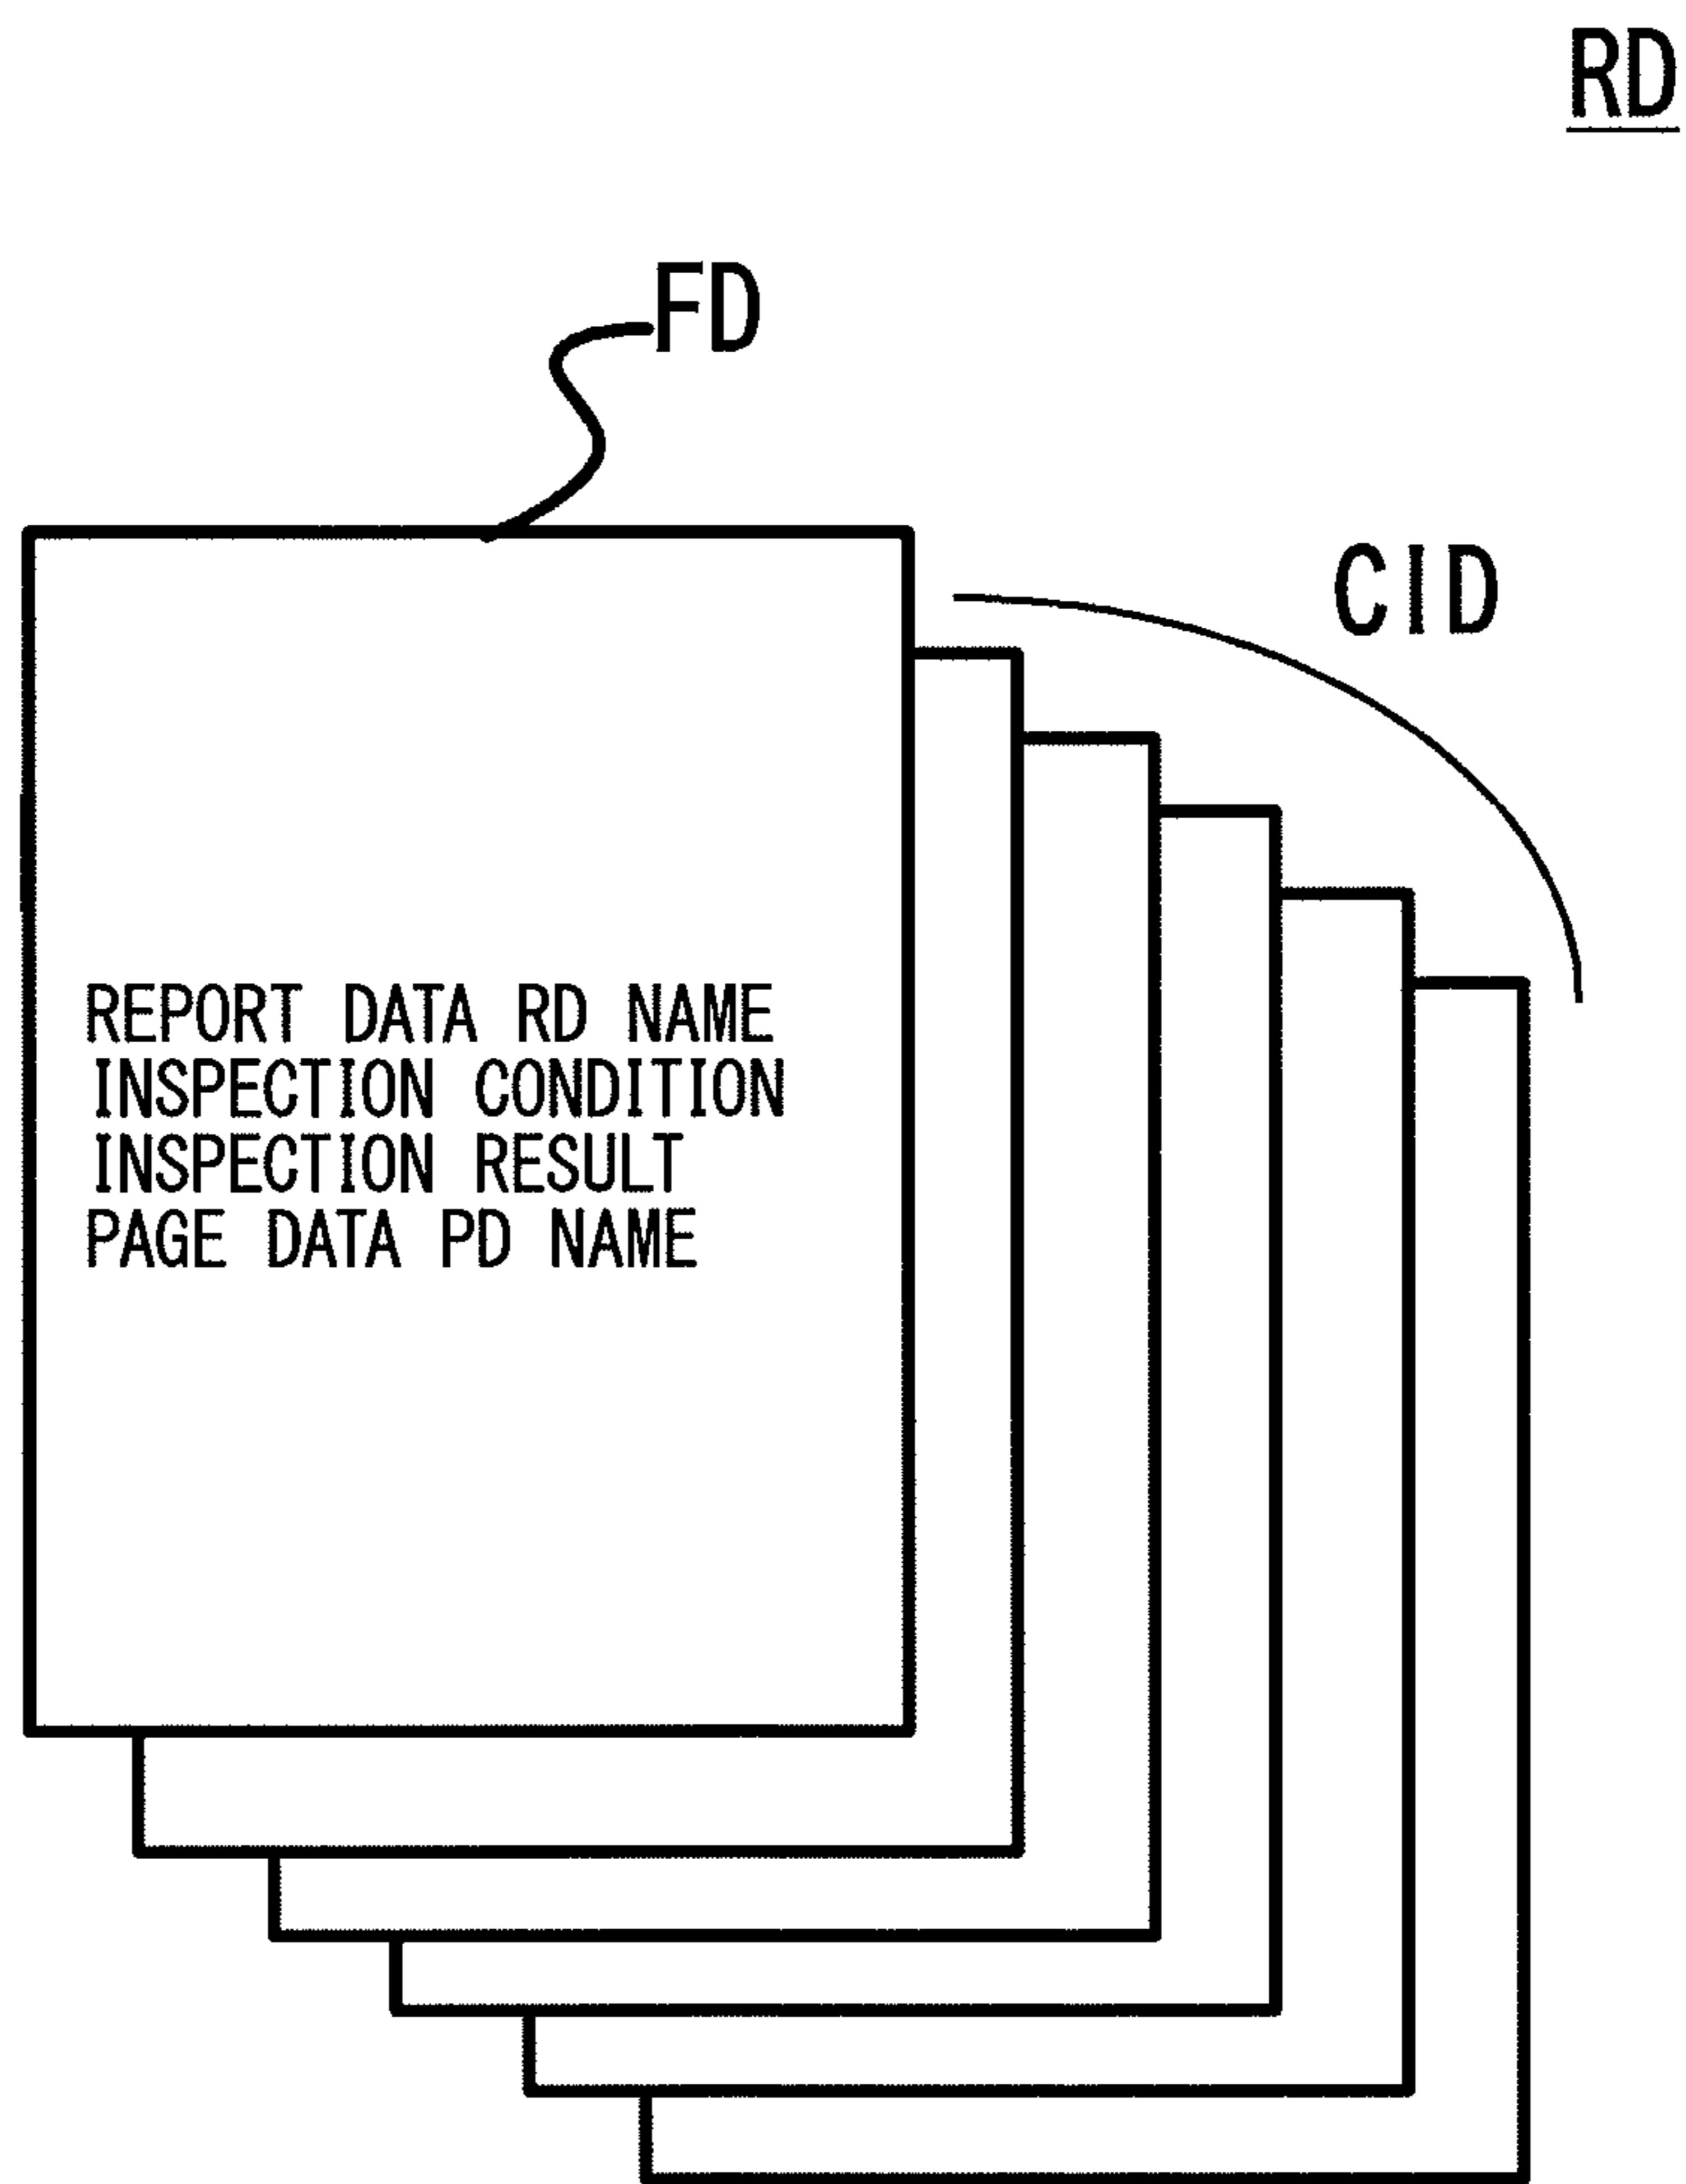 RD
FD
CID
REPORT DATA RD NAME
INSPECTION CONDITION
INSPECTION RESULT
PAGE DATA PD NAME